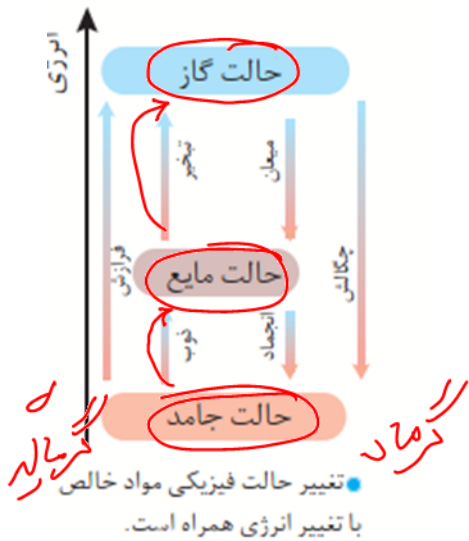 انرژی
حالت گاز
تبخیر
میعان
فرازش
چگالش
حالت مایع
ذوب
انجماد
حالت جامد
گرماده
تغییر حالت فیزیکی مواد خالص
با تغییر انرژی همراه است.